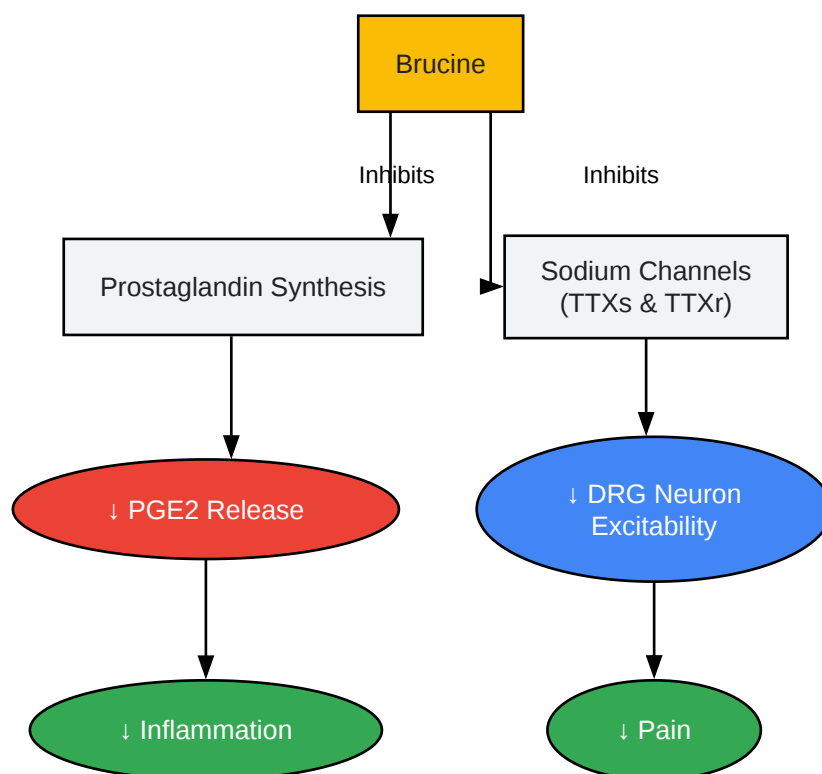 Brucine
Inhibits
Inhibits
Prostaglandin Synthesis
Sodium Channels
(TTXs & TTXr)
↓ PGE2 Release
↓ DRG Neuron
Excitability
↓ Inflammation
↓ Pain